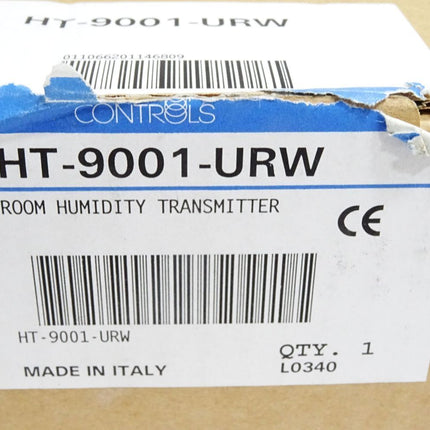 HT-9001-URW
011066201146809
CONTROLS
HT-9001-URW
ROOM HUMIDITY TRANSMITTER
CE
HT-9001-URW
QTY. 1
MADE IN ITALY
L0340